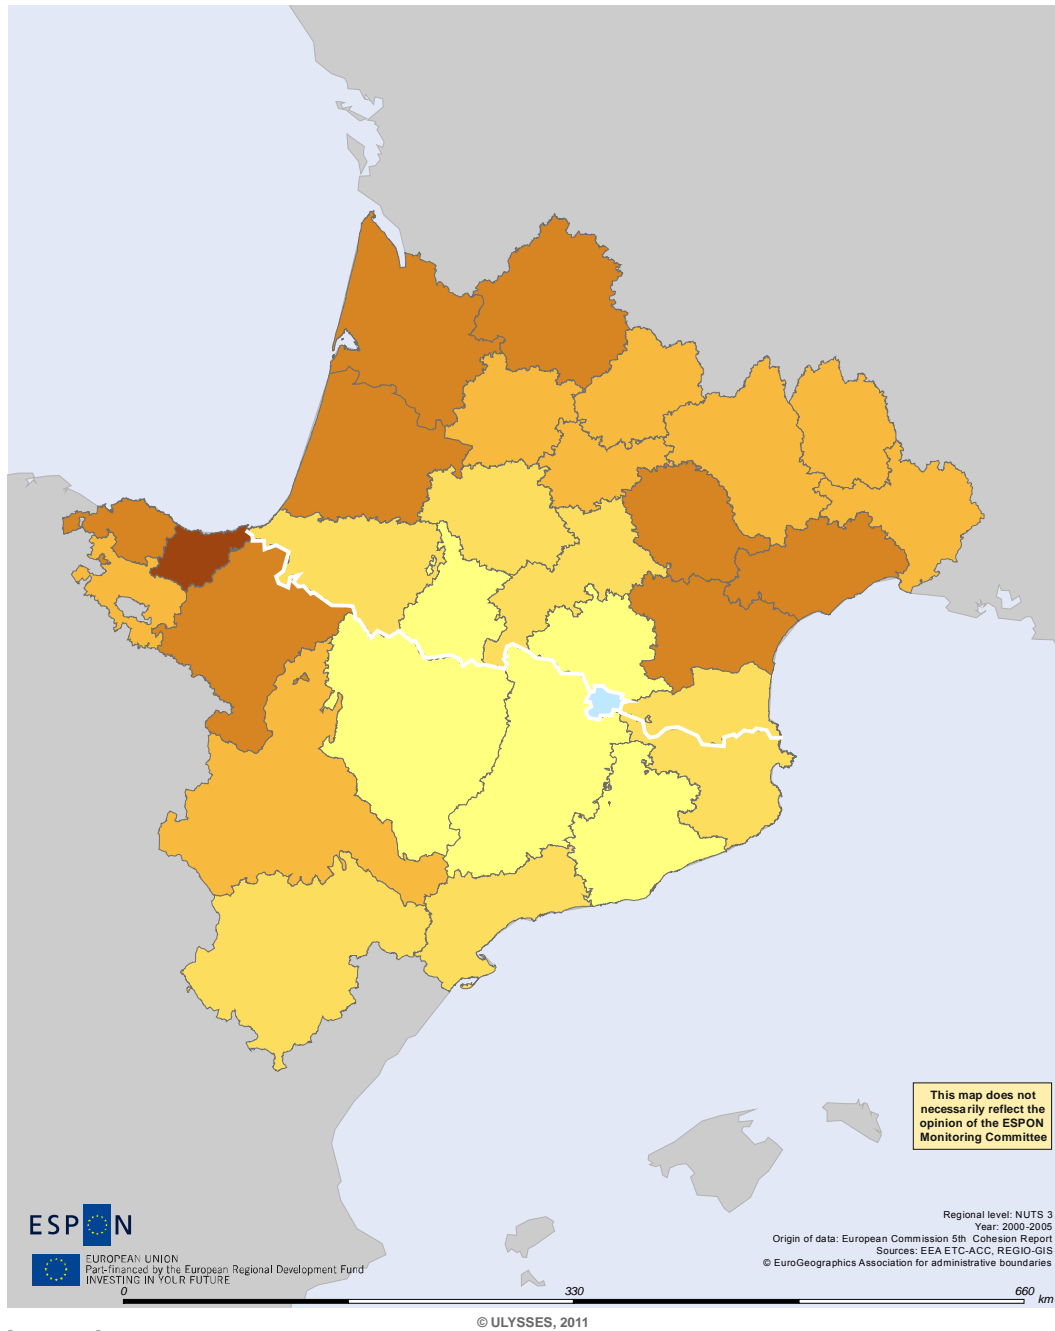 This map does not
necessarily reflect the
opinion of the ESPON
Monitoring Committee
ESPON
EUROPEAN UNION
Part-financed by the European Regional Development Fund
INVESTING IN YOUR FUTURE
Regional level: NUTS 3
Year: 2000-2005
Origin of data: European Commission 5th Cohesion Report
Sources: EEA ETC-ACC, REGIO-GIS
© EuroGeographics Association for administrative boundaries
0 330 660 km
© ULYSSES, 2011